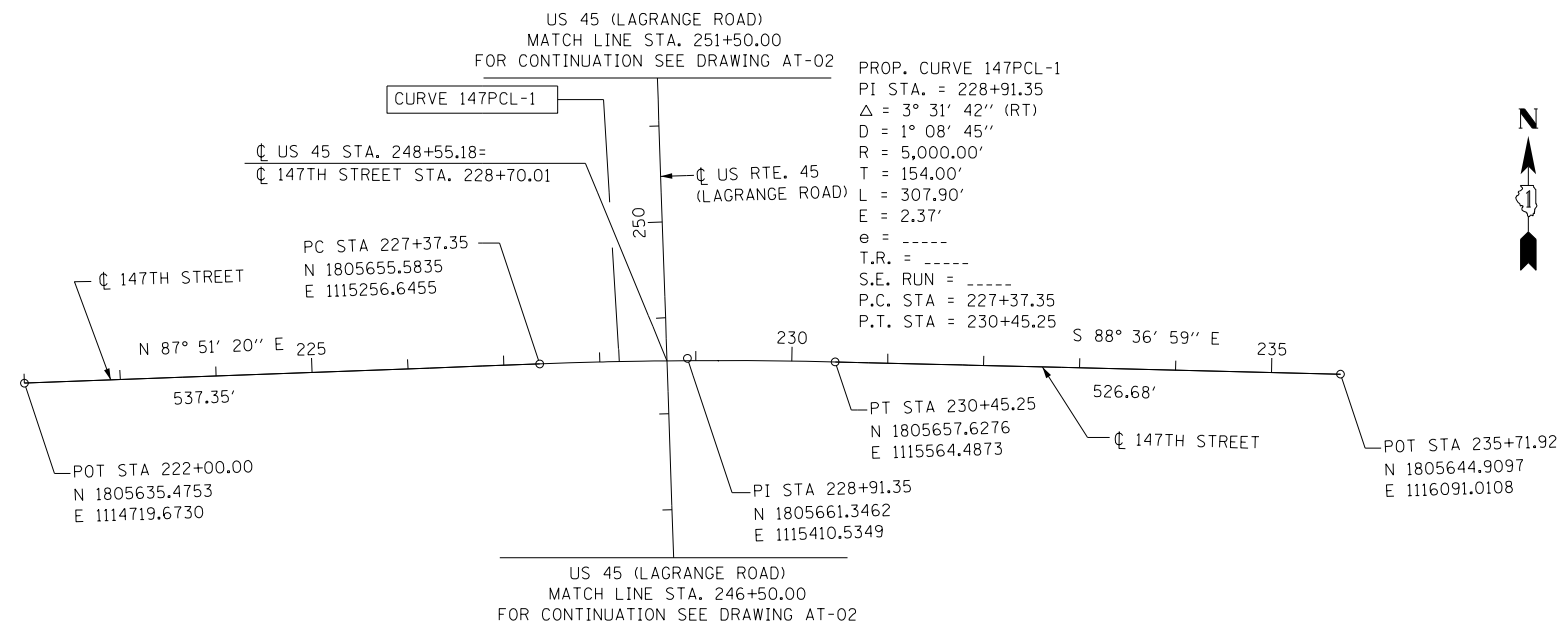 US 45 (LAGRANGE ROAD)
MATCH LINE STA. 251+50.00
FOR CONTINUATION SEE DRAWING AT-02
CURVE 147PCL-1
℄ US 45 STA. 248+55.18=
℄ 147TH STREET STA. 228+70.01
℄ US RTE. 45
(LAGRANGE ROAD)
250
PROP. CURVE 147PCL-1
PI STA. = 228+91.35
△ = 3° 31' 42'' (RT)
D = 1° 08' 45''
R = 5,000.00'
T = 154.00'
L = 307.90'
E = 2.37'
e = _____
T.R. = _____
S.E. RUN = _____
P.C. STA = 227+37.35
P.T. STA = 230+45.25
N
1
PC STA 227+37.35
N 1805655.5835
E 1115256.6455
℄ 147TH STREET
N 87° 51' 20'' E
225
230
S 88° 36' 59'' E
235
537.35'
526.68'
POT STA 222+00.00
N 1805635.4753
E 1114719.6730
PI STA 228+91.35
N 1805661.3462
E 1115410.5349
PT STA 230+45.25
N 1805657.6276
E 1115564.4873
℄ 147TH STREET
POT STA 235+71.92
N 1805644.9097
E 1116091.0108
US 45 (LAGRANGE ROAD)
MATCH LINE STA. 246+50.00
FOR CONTINUATION SEE DRAWING AT-02